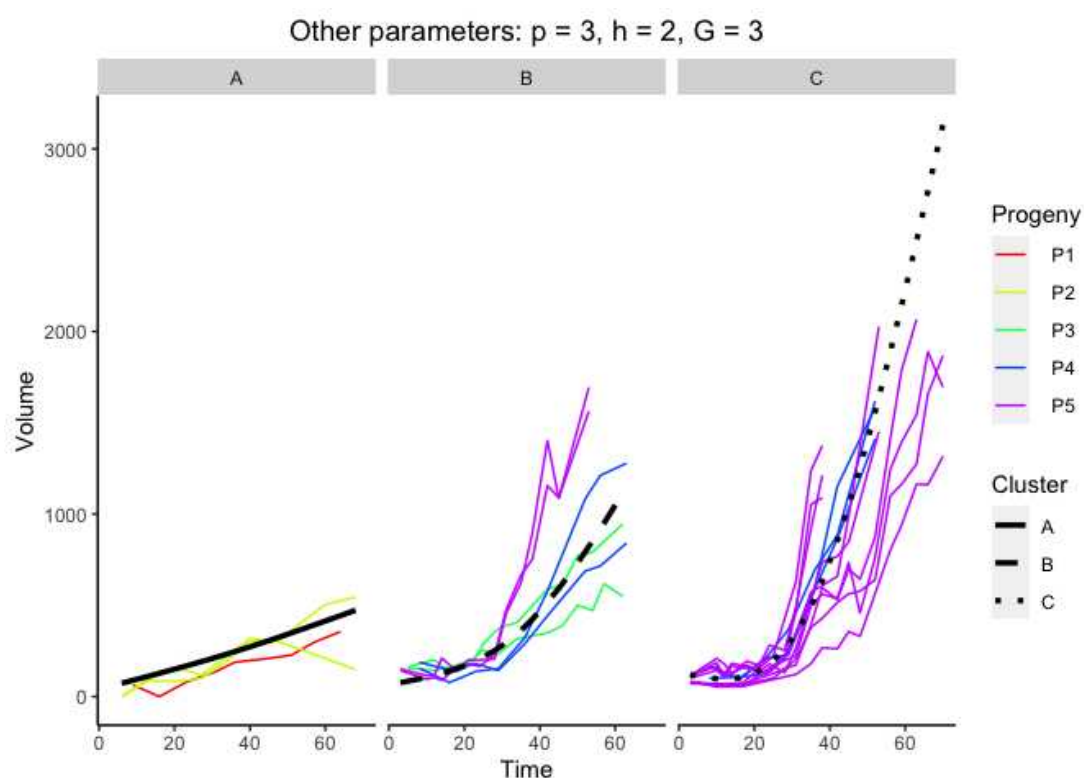 Other parameters: p = 3, h = 2, G = 3
A B C
3000
2000
1000
0
Volume
0 20 40 60 0 20 40 60 0 20 40 60
Time
Progeny
P1
P2
P3
P4
P5
Cluster
A
B
C